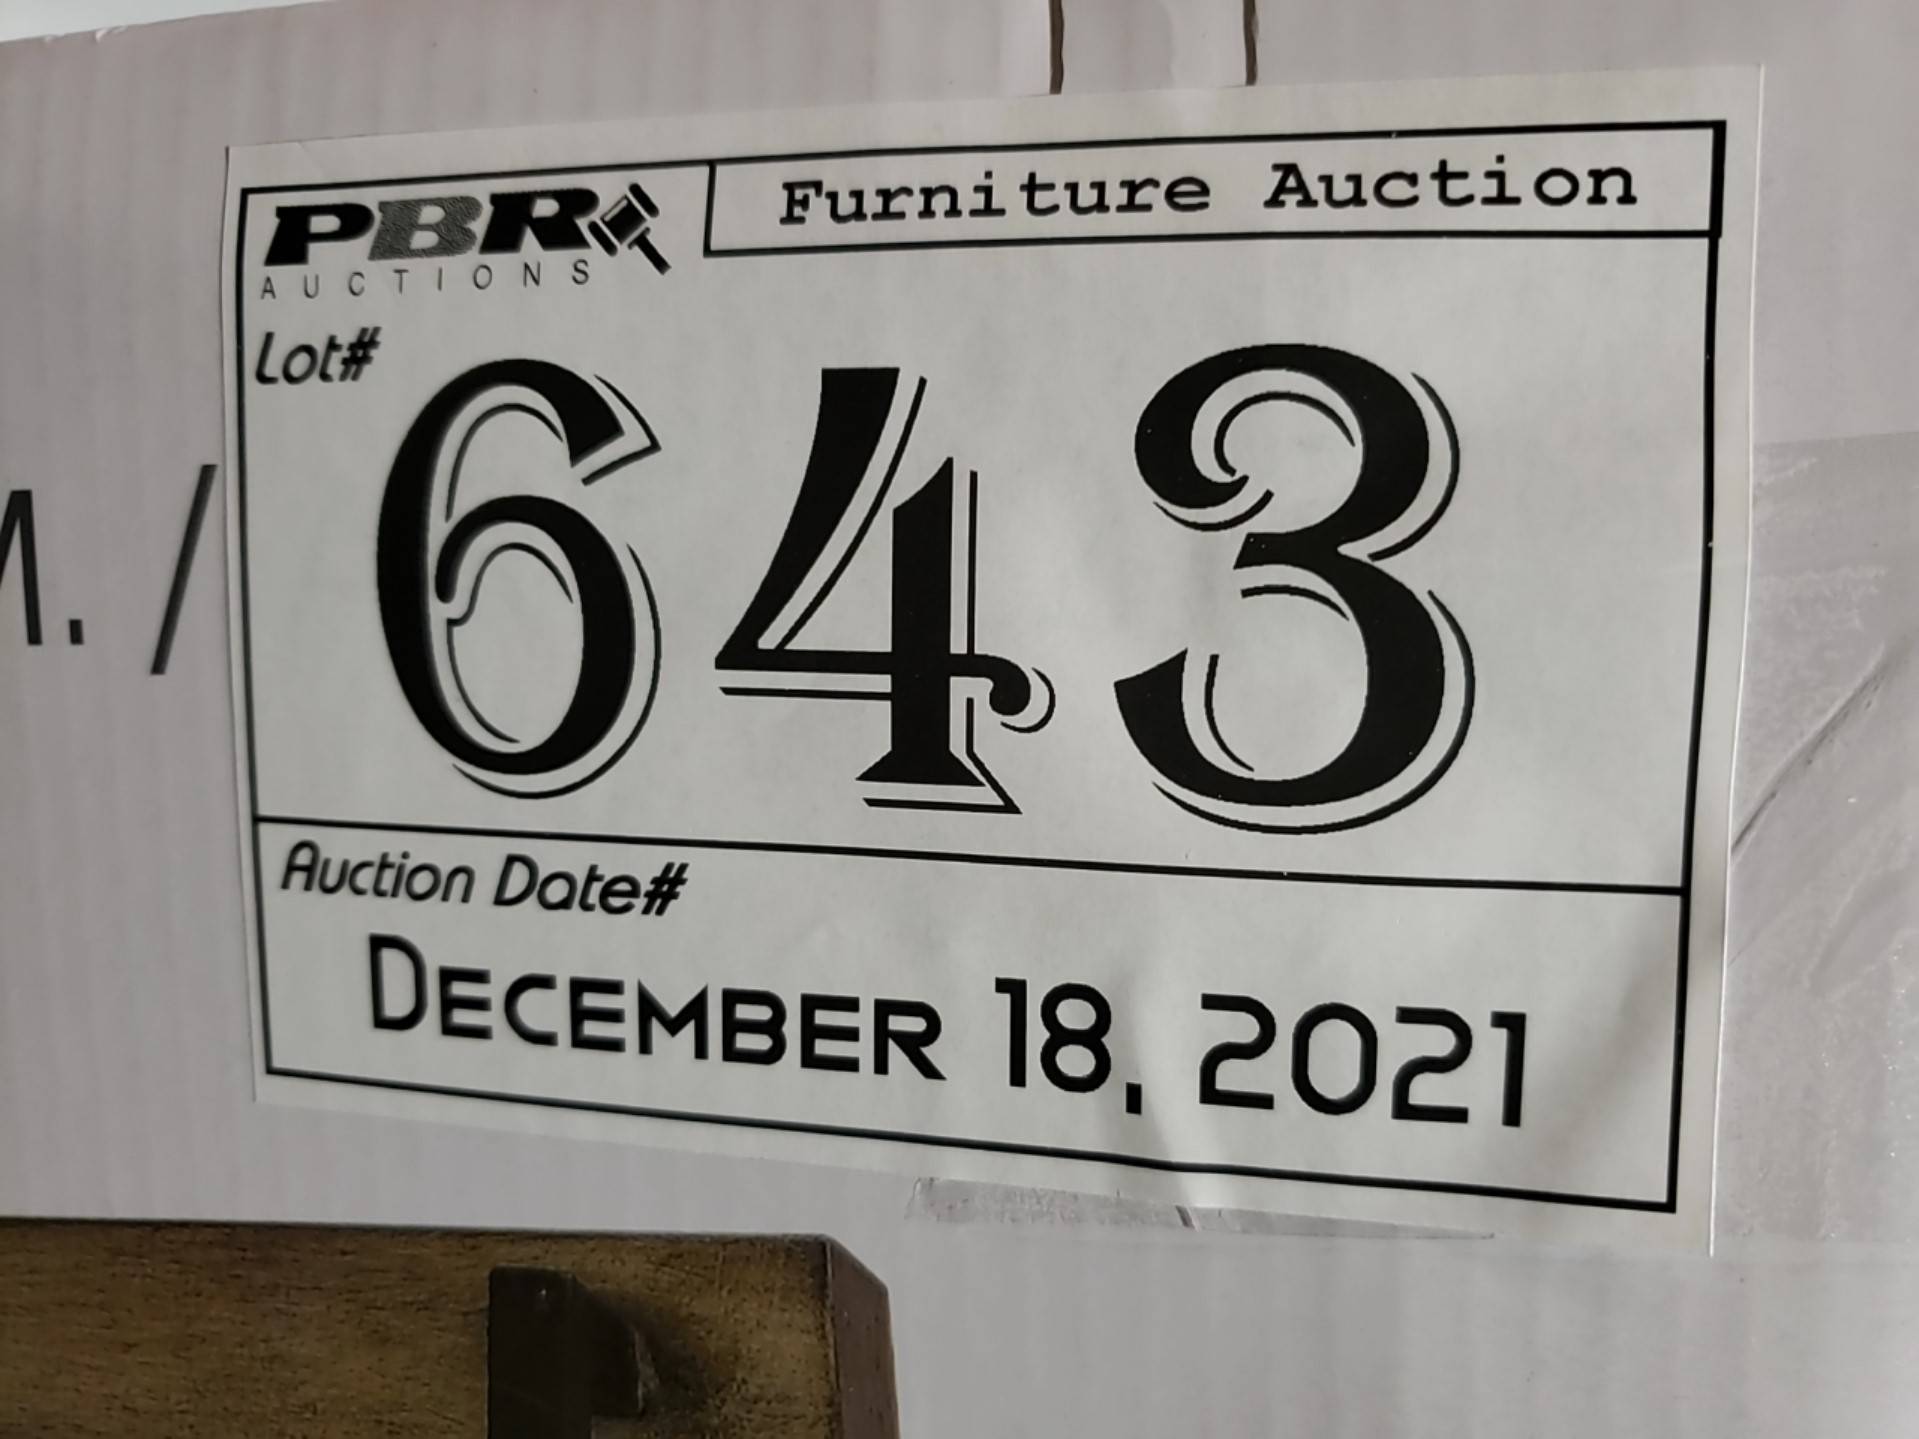 PBR
AUCTIONS
Furniture Auction
Lot#
643
Auction Date#
DECEMBER 18, 2021
. /